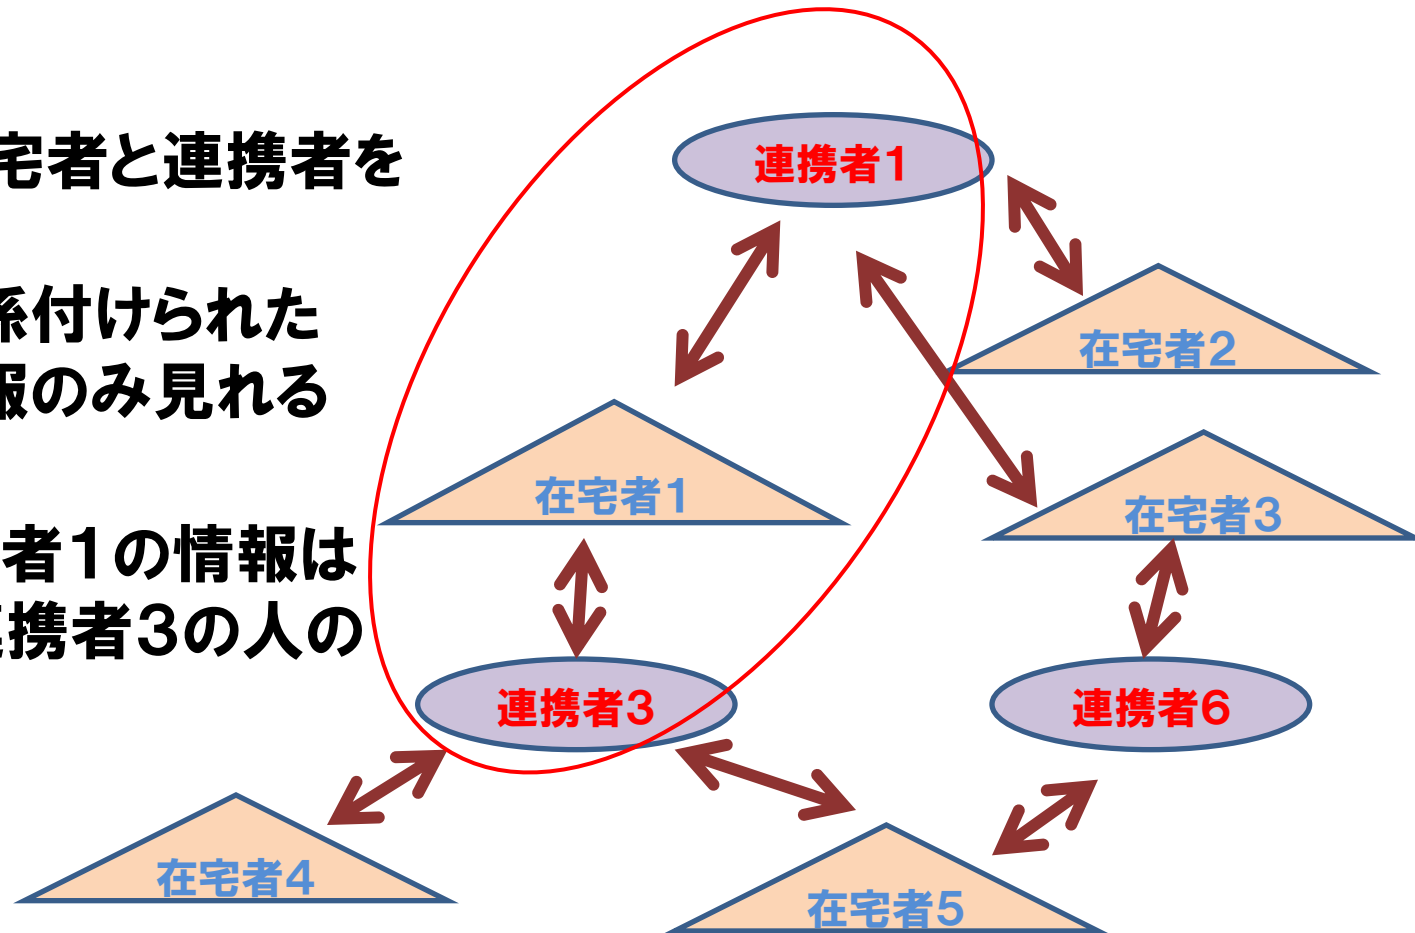 宅者と連携者を
係付けられた
報のみ見れる
者１の情報は
連携者３の人の
連携者１
在宅者２
在宅者１
在宅者３
連携者３
連携者６
在宅者４
在宅者５